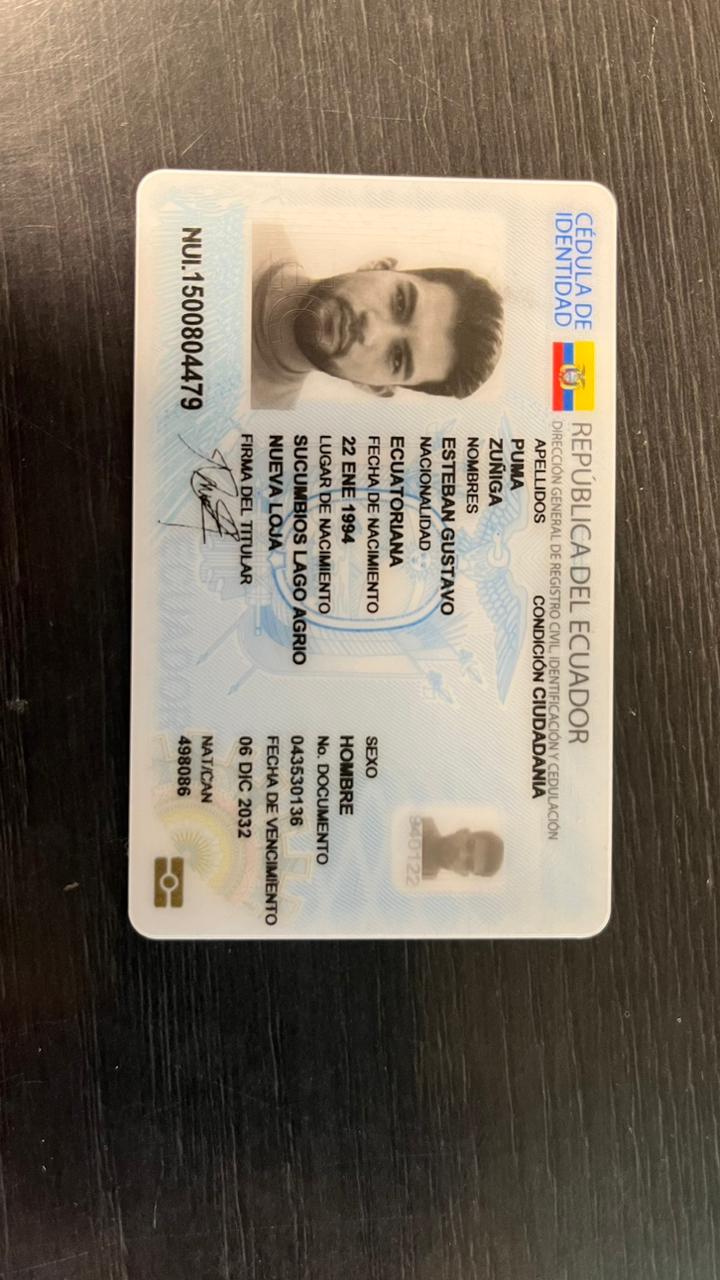 CÉDULA DE
IDENTIDAD
REPÚBLICA DEL ECUADOR
DIRECCIÓN GENERAL DE REGISTRO CIVIL, IDENTIFICACIÓN Y CEDULACIÓN
APELLIDOS
CONDICIÓN CIUDADANÍA
PUMA
ZUÑIGA
NOMBRES
ESTEBAN GUSTAVO
NACIONALIDAD
ECUATORIANA
FECHA DE NACIMIENTO
22 ENE 1994
LUGAR DE NACIMIENTO
SUCUMBIOS LAGO AGRIO
NUEVA LOJA
FIRMA DEL TITULAR
SEXO
HOMBRE
No. DOCUMENTO
043530136
FECHA DE VENCIMIENTO
06 DIC 2032
NAT/CAN
498086
940122
NUI.1500804479